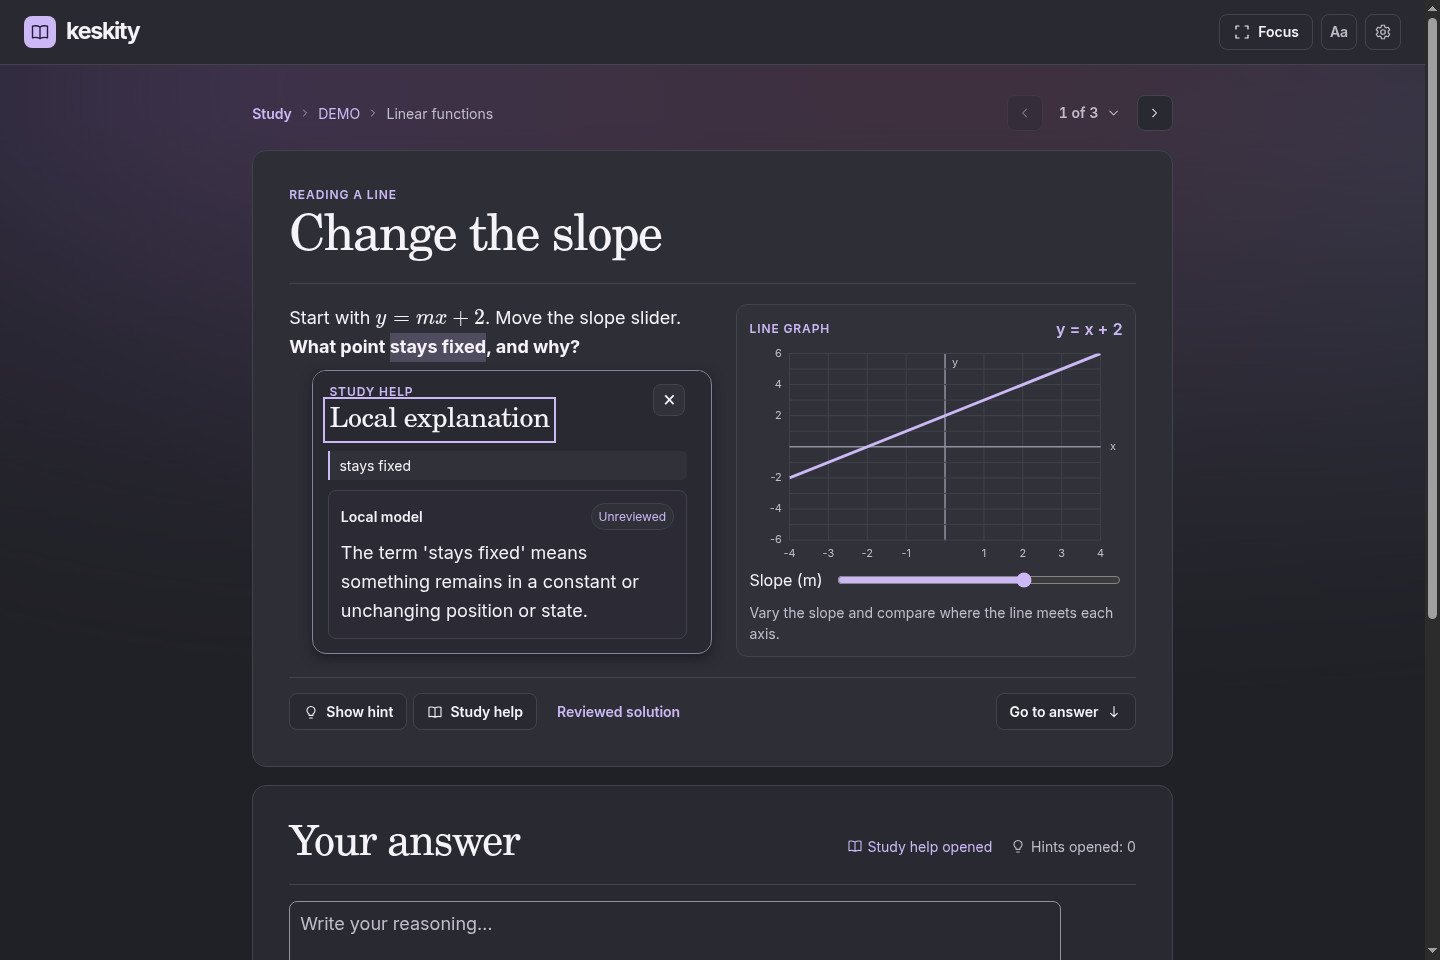 keskity
Focus
Aa
Study > DEMO > Linear functions
1 of 3
READING A LINE
Change the slope
Start with y = mx + 2. Move the slope slider.
What point stays fixed, and why?
STUDY HELP
Local explanation
stays fixed
Local model
Unreviewed
The term 'stays fixed' means
something remains in a constant or
unchanging position or state.
LINE GRAPH
y = x + 2
6
y
4
2
x
-2
-4
-6
-4 -3 -2 -1 1 2 3 4
Slope (m)
Vary the slope and compare where the line meets each
axis.
Show hint
Study help
Reviewed solution
Go to answer ↓
Your answer
Study help opened
Hints opened: 0
Write your reasoning...